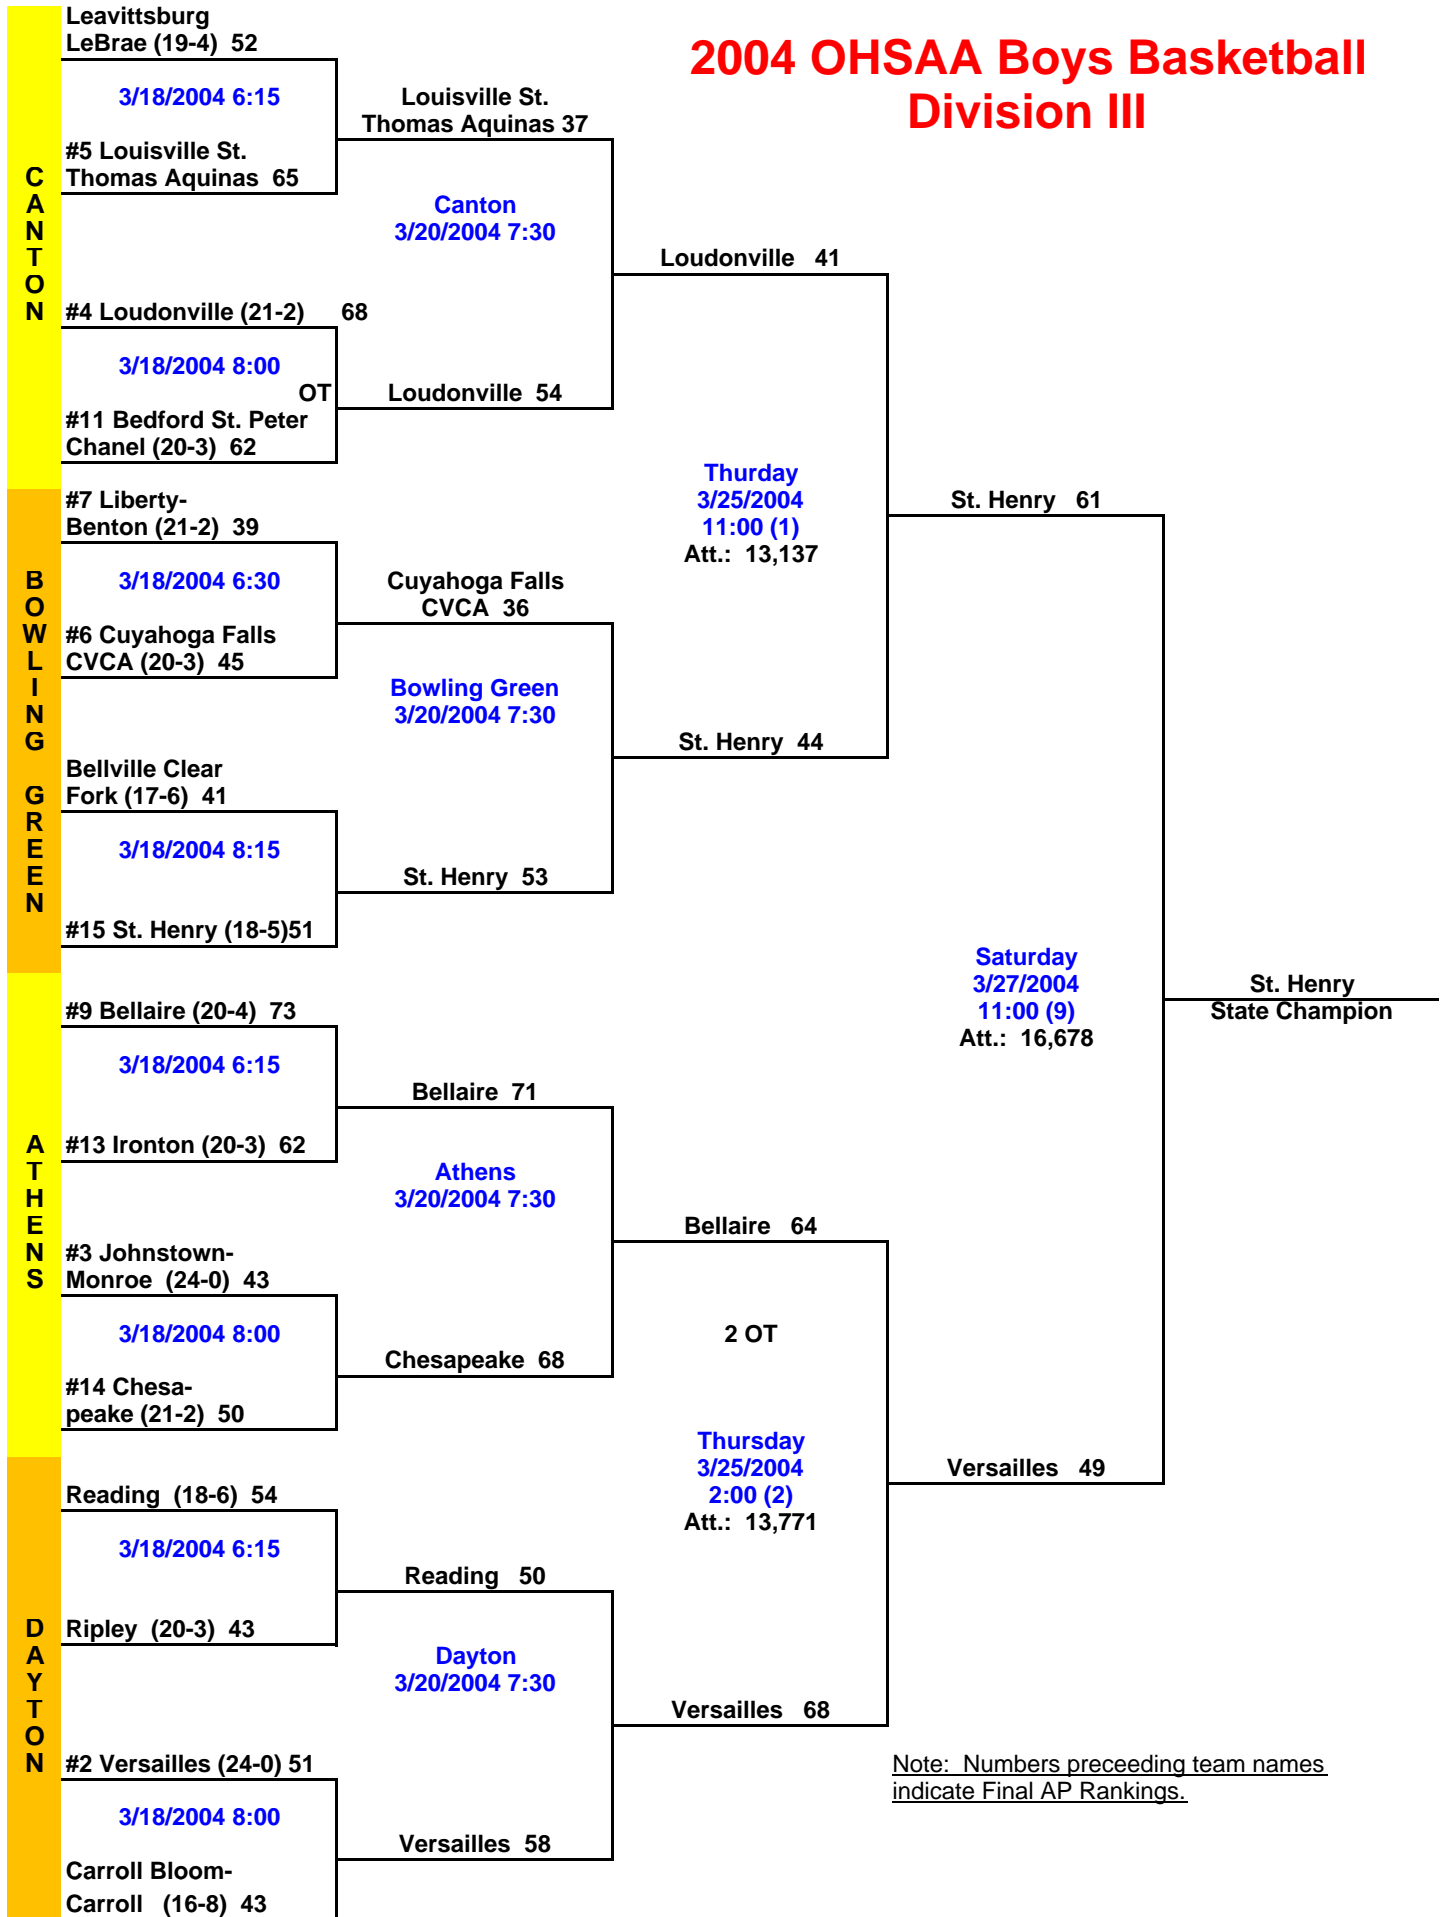 2004 OHSAA Boys Basketball
Division III
CANTON
Leavittsburg
LeBrae (19-4) 52
3/18/2004 6:15
#5 Louisville St.
Thomas Aquinas 65
Louisville St.
Thomas Aquinas 37
Canton
3/20/2004 7:30
#4 Loudonville (21-2) 68
3/18/2004 8:00
OT
#11 Bedford St. Peter
Chanel (20-3) 62
Loudonville 54
Loudonville 41
BOWLING GREEN
#7 Liberty-
Benton (21-2) 39
3/18/2004 6:30
#6 Cuyahoga Falls
CVCA (20-3) 45
Cuyahoga Falls
CVCA 36
Bowling Green
3/20/2004 7:30
Bellville Clear
Fork (17-6) 41
3/18/2004 8:15
#15 St. Henry (18-5)51
St. Henry 53
St. Henry 44
Thurday
3/25/2004
11:00 (1)
Att.: 13,137
St. Henry 61
ATHENS
#9 Bellaire (20-4) 73
3/18/2004 6:15
#13 Ironton (20-3) 62
Bellaire 71
Athens
3/20/2004 7:30
#3 Johnstown-
Monroe (24-0) 43
3/18/2004 8:00
#14 Chesa-
peake (21-2) 50
Chesapeake 68
Bellaire 64
2 OT
Thursday
3/25/2004
2:00 (2)
Att.: 13,771
DAYTON
Reading (18-6) 54
3/18/2004 6:15
Ripley (20-3) 43
Reading 50
Dayton
3/20/2004 7:30
#2 Versailles (24-0) 51
3/18/2004 8:00
Carroll Bloom-
Carroll (16-8) 43
Versailles 58
Versailles 68
Versailles 49
Saturday
3/27/2004
11:00 (9)
Att.: 16,678
St. Henry
State Champion
Note: Numbers preceeding team names
indicate Final AP Rankings.